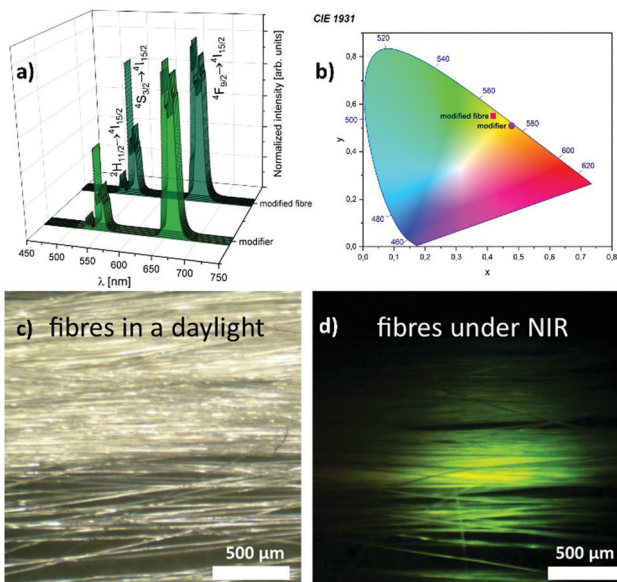 a)
Normalized intensity [arb. units]
²H₁₁/₂→⁴I₁₅/₂
⁴S₃/₂→⁴I₁₅/₂
⁴F₉/₂→⁴I₁₅/₂
modified fibre
modifier
450 500 550 600 650 700 750
λ [nm]
CIE 1931
b)
0,8
0,6
0,4
0,2
0,0
y
0,0 0,1 0,2 0,3 0,4 0,5 0,6 0,7 0,8
x
520
540
560
500
580
600
620
480
460
modified fibre
modifier
c) fibres in a daylight
500 µm
d) fibres under NIR
500 µm